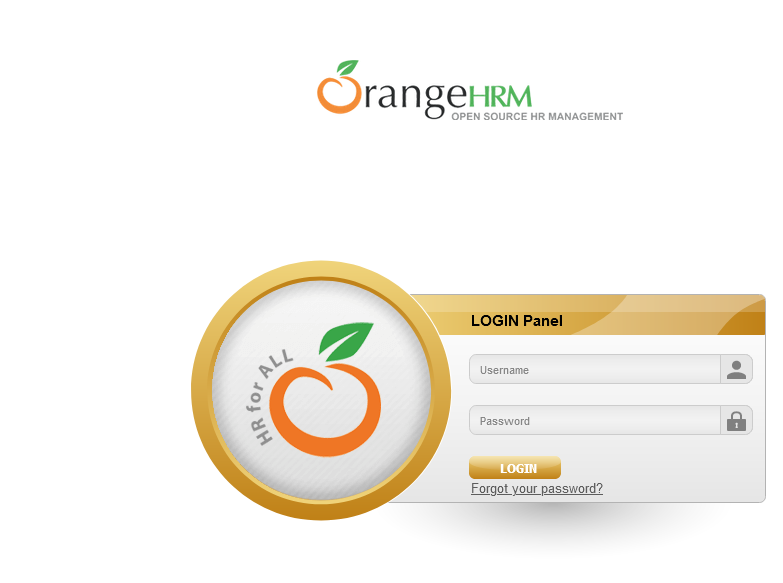 OrangeHRM
OPEN SOURCE HR MANAGEMENT
HR for ALL
LOGIN Panel
Username
Password
LOGIN
Forgot your password?